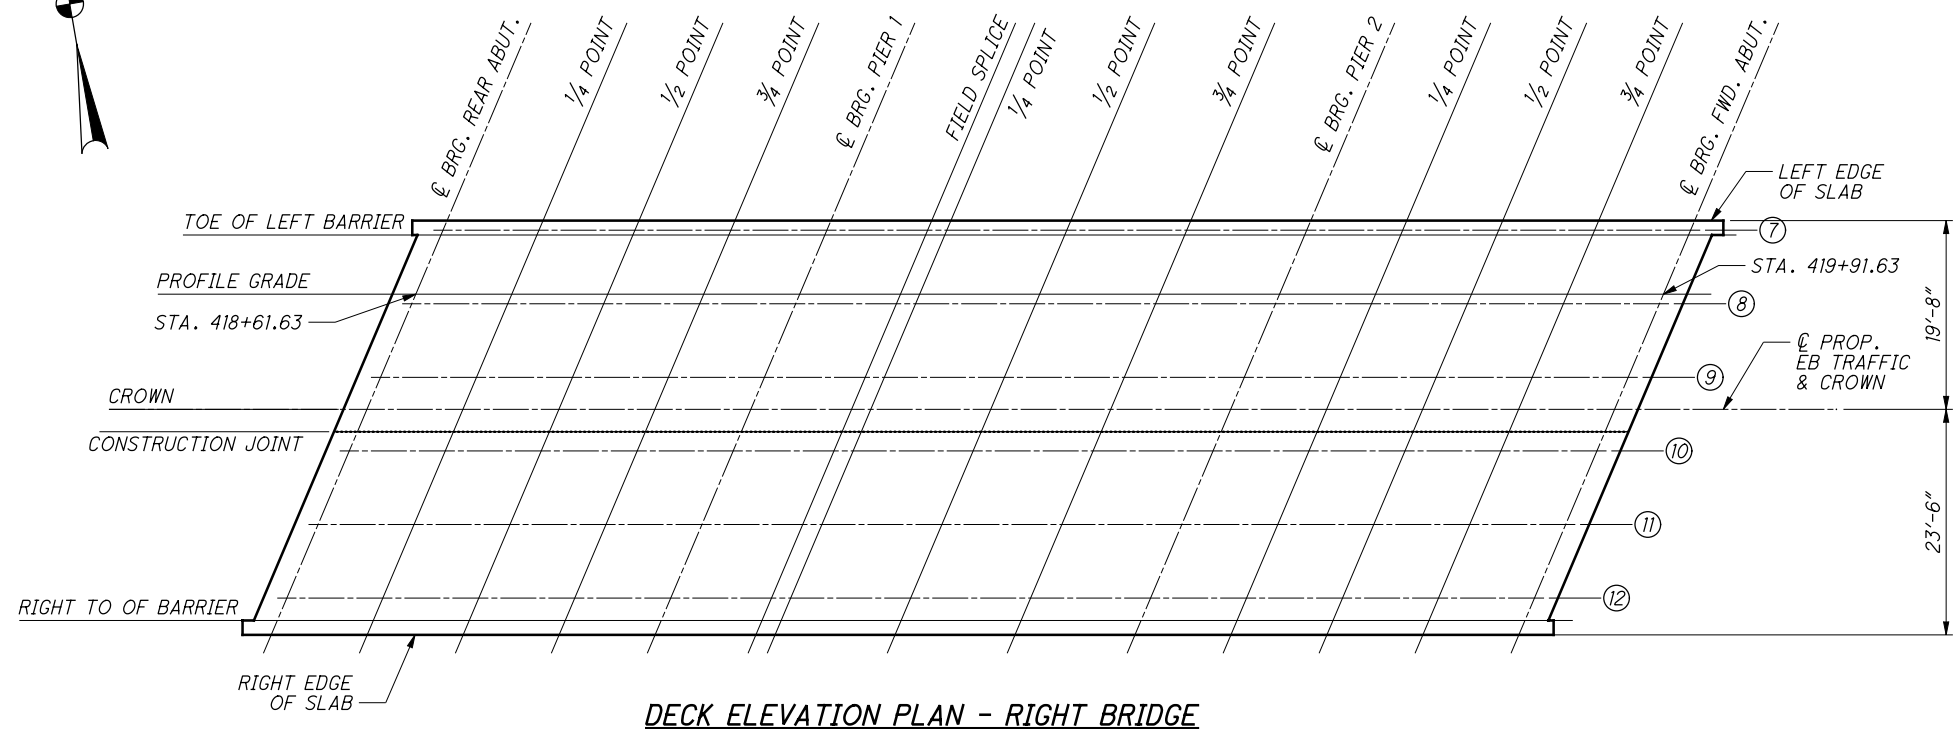 ℄ BRG. REAR ABUT.
1/4 POINT
1/2 POINT
3/4 POINT
℄ BRG. PIER 1
FIELD SPLICE
1/4 POINT
1/2 POINT
3/4 POINT
℄ BRG. PIER 2
1/4 POINT
1/2 POINT
3/4 POINT
℄ BRG. FWD. ABUT.
LEFT EDGE
OF SLAB
TOE OF LEFT BARRIER
7
PROFILE GRADE
STA. 419+91.63
8
STA. 418+61.63
19'-8"
℄ PROP.
EB TRAFFIC
& CROWN
9
CROWN
CONSTRUCTION JOINT
10
11
23'-6"
12
RIGHT TO OF BARRIER
RIGHT EDGE
OF SLAB
DECK ELEVATION PLAN - RIGHT BRIDGE